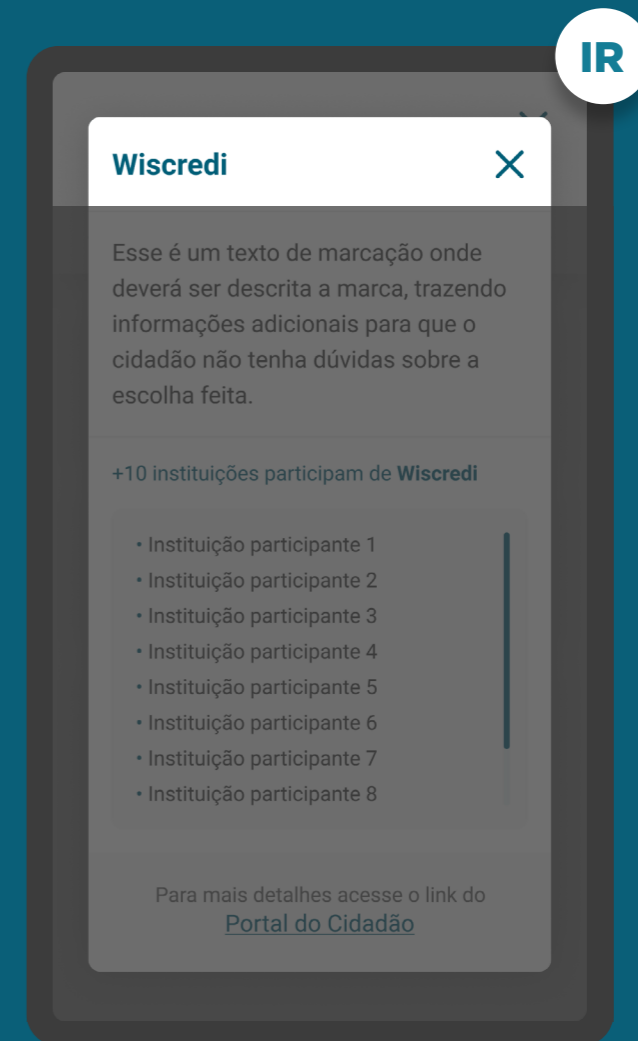 IR
Wiscredi
Esse é um texto de marcação onde
deverá ser descrita a marca, trazendo
informações adicionais para que o
cidadão não tenha dúvidas sobre a
escolha feita.
+10 instituições participam de Wiscredi
• Instituição participante 1
• Instituição participante 2
• Instituição participante 3
• Instituição participante 4
• Instituição participante 5
• Instituição participante 6
• Instituição participante 7
• Instituição participante 8
Para mais detalhes acesse o link do
Portal do Cidadão